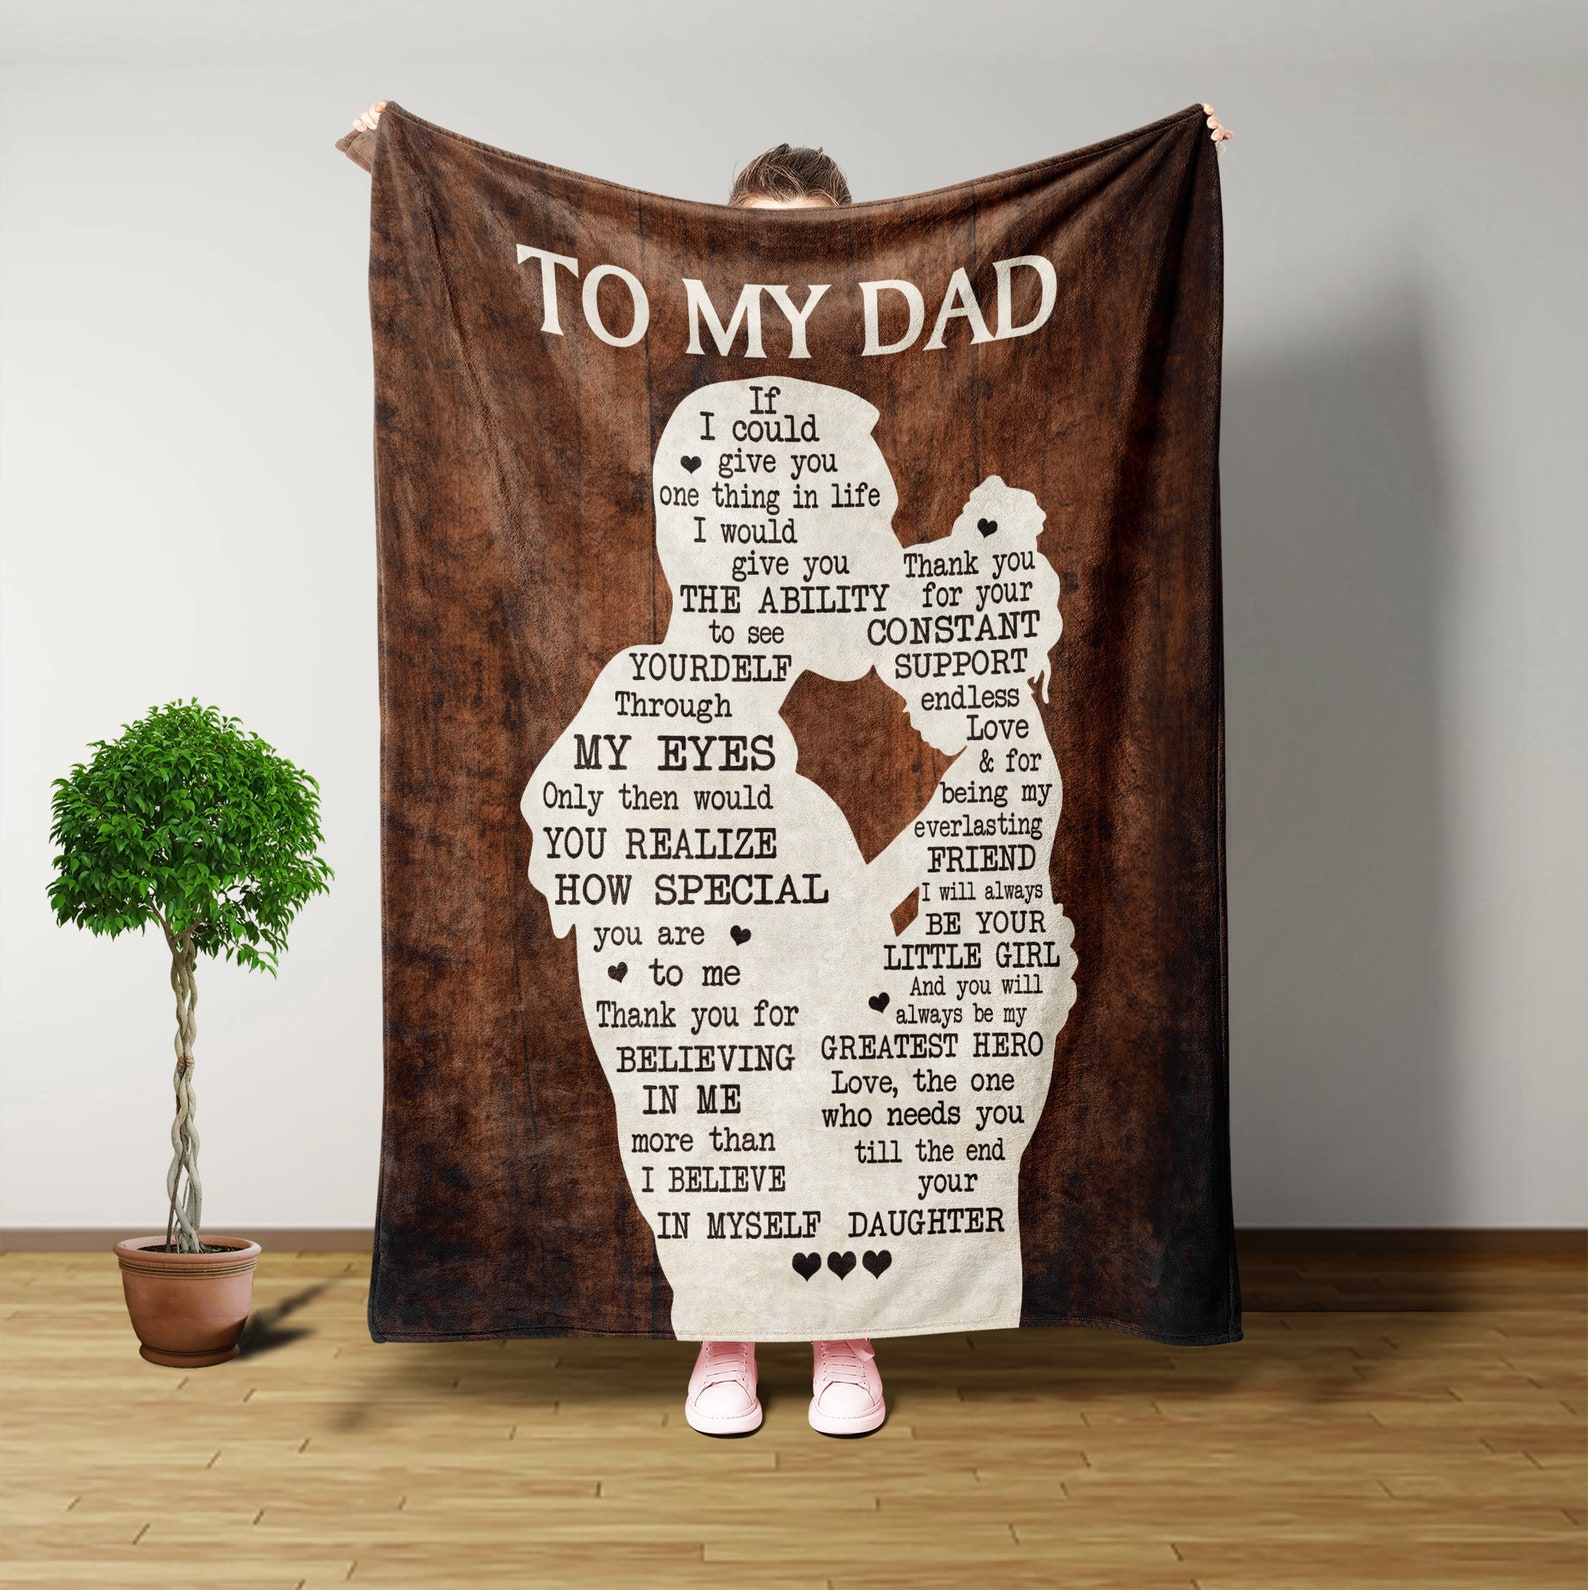 TO MY DAD
If
I could
give you
one thing in life
I would
give you
THE ABILITY
to see
YOURDELF
Through
MY EYES
Only then would
YOU REALIZE
HOW SPECIAL
you are
to me
Thank you for
BELIEVING
IN ME
more than
I BELIEVE
IN MYSELF
Thank you
for your
CONSTANT
SUPPORT
endless
Love
& for
being my
everlasting
FRIEND
I will always
BE YOUR
LITTLE GIRL
And you will
always be my
GREATEST HERO
Love, the one
who needs you
till the end
your
DAUGHTER